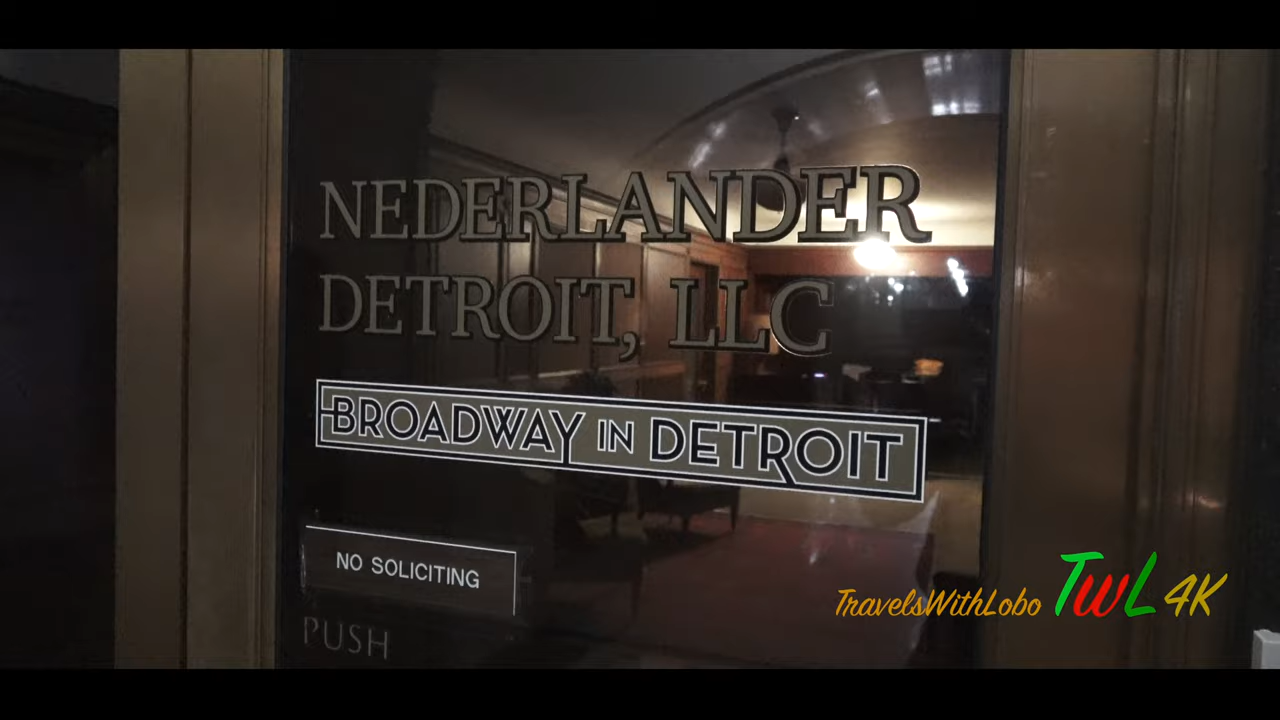 NEDERLANDER
DETROIT, LLC
BROADWAY IN DETROIT
NO SOLICITING
PUSH
TravelsWithLobo TWL 4K